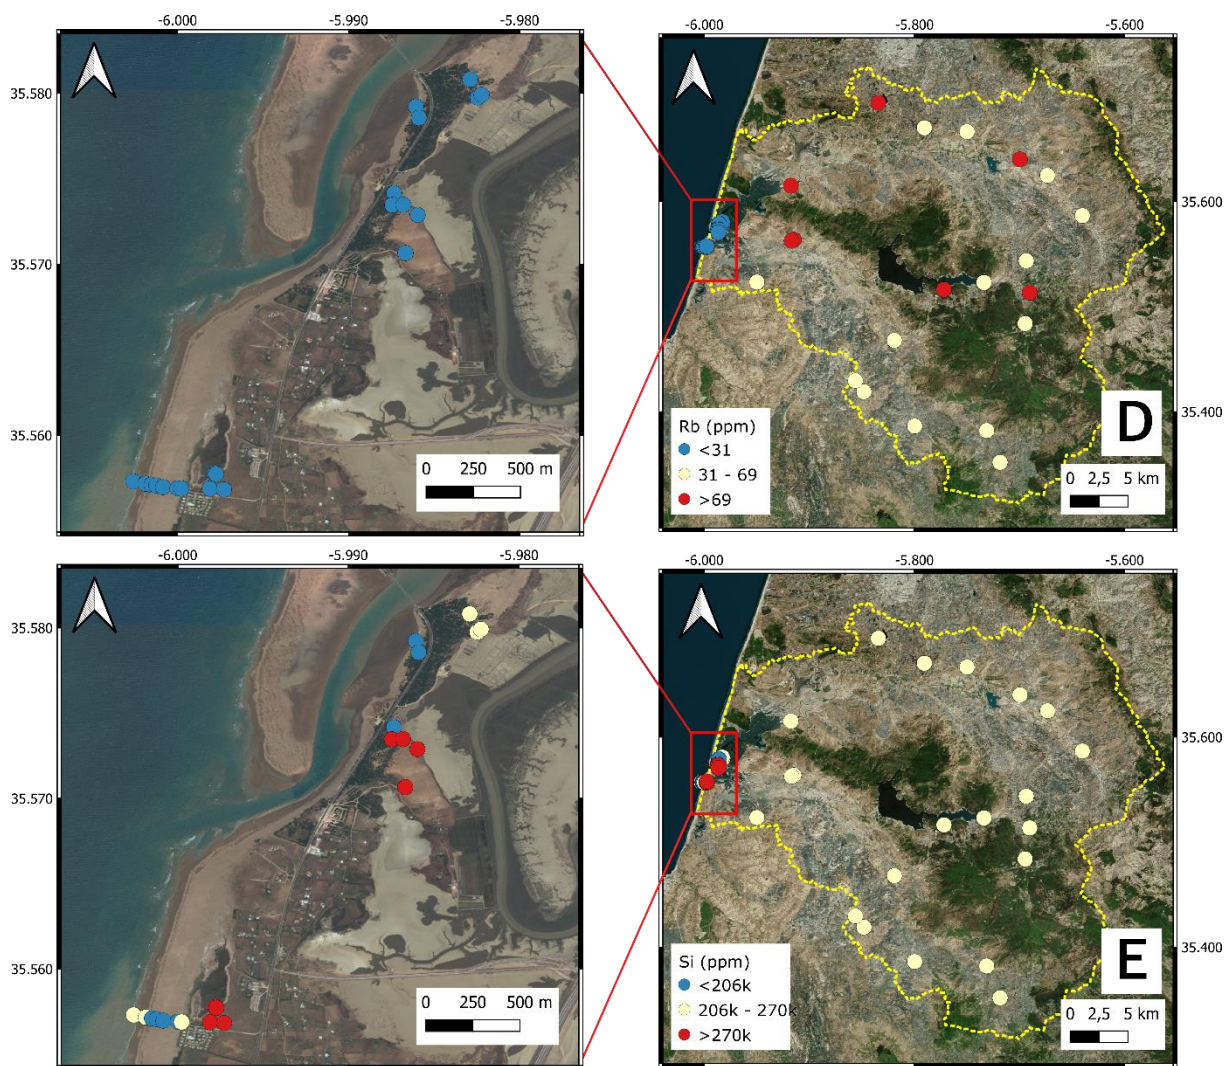 -6.000 -5.990 -5.980
35.580
35.570
35.560
0 250 500 m
-6.000 -5.800 -5.600
35.600
35.400
Rb (ppm)
<31
31 - 69
>69
D
0 2,5 5 km
-6.000 -5.990 -5.980
35.580
35.570
35.560
0 250 500 m
-6.000 -5.800 -5.600
35.600
35.400
Si (ppm)
<206k
206k - 270k
>270k
E
0 2,5 5 km